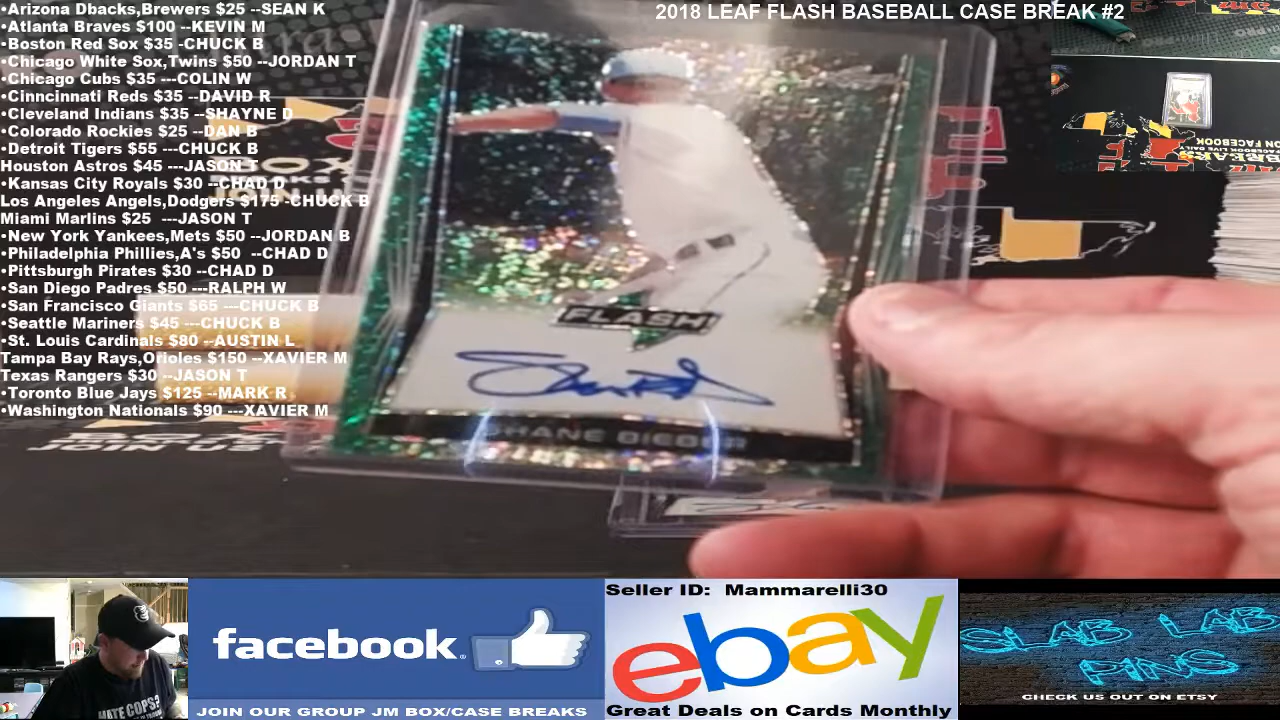 •Arizona Dbacks,Brewers $25 --SEAN K
•Atlanta Braves $100 --KEVIN M
•Boston Red Sox $35 -CHUCK B
•Chicago White Sox,Twins $50 --JORDAN T
•Chicago Cubs $35 ---COLIN W
•Cinncinnati Reds $35 --DAVID R
•Cleveland Indians $35 --SHAYNE D
•Colorado Rockies $25 --DAN B
•Detroit Tigers $55 ---CHUCK B
Houston Astros $45 ---JASON T
•Kansas City Royals $30 --CHAD D
Los Angeles Angels,Dodgers $175 -CHUCK B
Miami Marlins $25 ---JASON T
•New York Yankees,Mets $50 --JORDAN B
•Philadelphia Phillies,A's $50 --CHAD D
•Pittsburgh Pirates $30 --CHAD D
•San Diego Padres $50 ---RALPH W
•San Francisco Giants $65 ---CHUCK B
•Seattle Mariners $45 ---CHUCK B
•St. Louis Cardinals $80 --AUSTIN L
Tampa Bay Rays,Orioles $150 --XAVIER M
Texas Rangers $30 --JASON T
•Toronto Blue Jays $125 --MARK R
•Washington Nationals $90 ---XAVIER M
2018 LEAF FLASH BASEBALL CASE BREAK #2
FLASH
SHANE BIEBER
JOIN US
HATE COPS?
facebook
JOIN OUR GROUP JM BOX/CASE BREAKS
Seller ID: Mammarelli30
ebay
Great Deals on Cards Monthly
SLAB LAB
PINS
CHECK US OUT ON ETSY